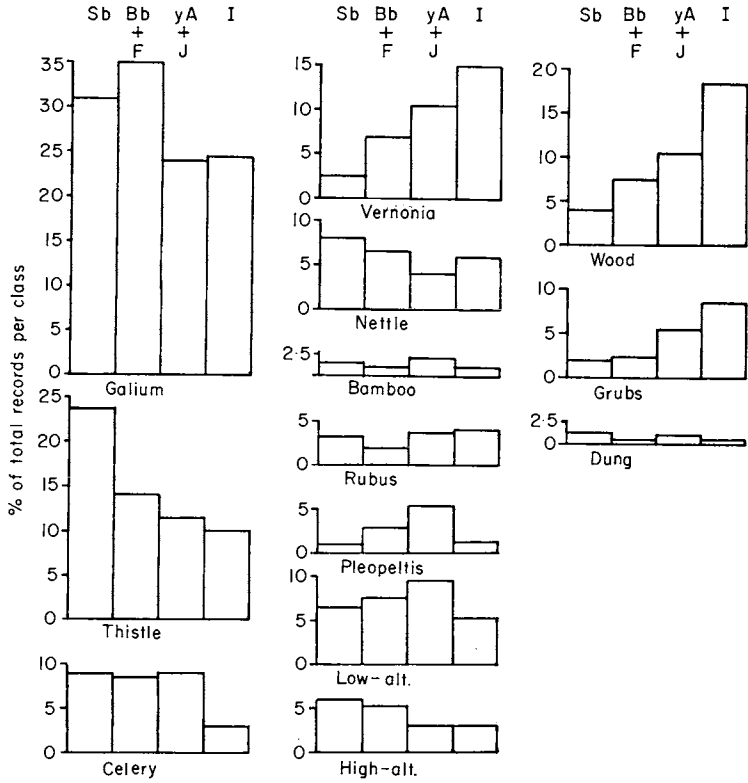 Sb Bb yA I
+ +
F J
35
30
25
20
15
10
5
0
Galium
25
20
15
10
5
0
Thistle
10
5
0
Celery
% of total records per class
Sb Bb yA I
+ +
F J
15
10
5
0
Vernonia
10
5
0
Nettle
2·5
Bamboo
5
0
Rubus
5
0
Pleopeltis
10
5
0
Low-alt.
5
0
High-alt.
Sb Bb yA I
+ +
F J
20
15
10
5
0
Wood
10
5
0
Grubs
2·5
0
Dung